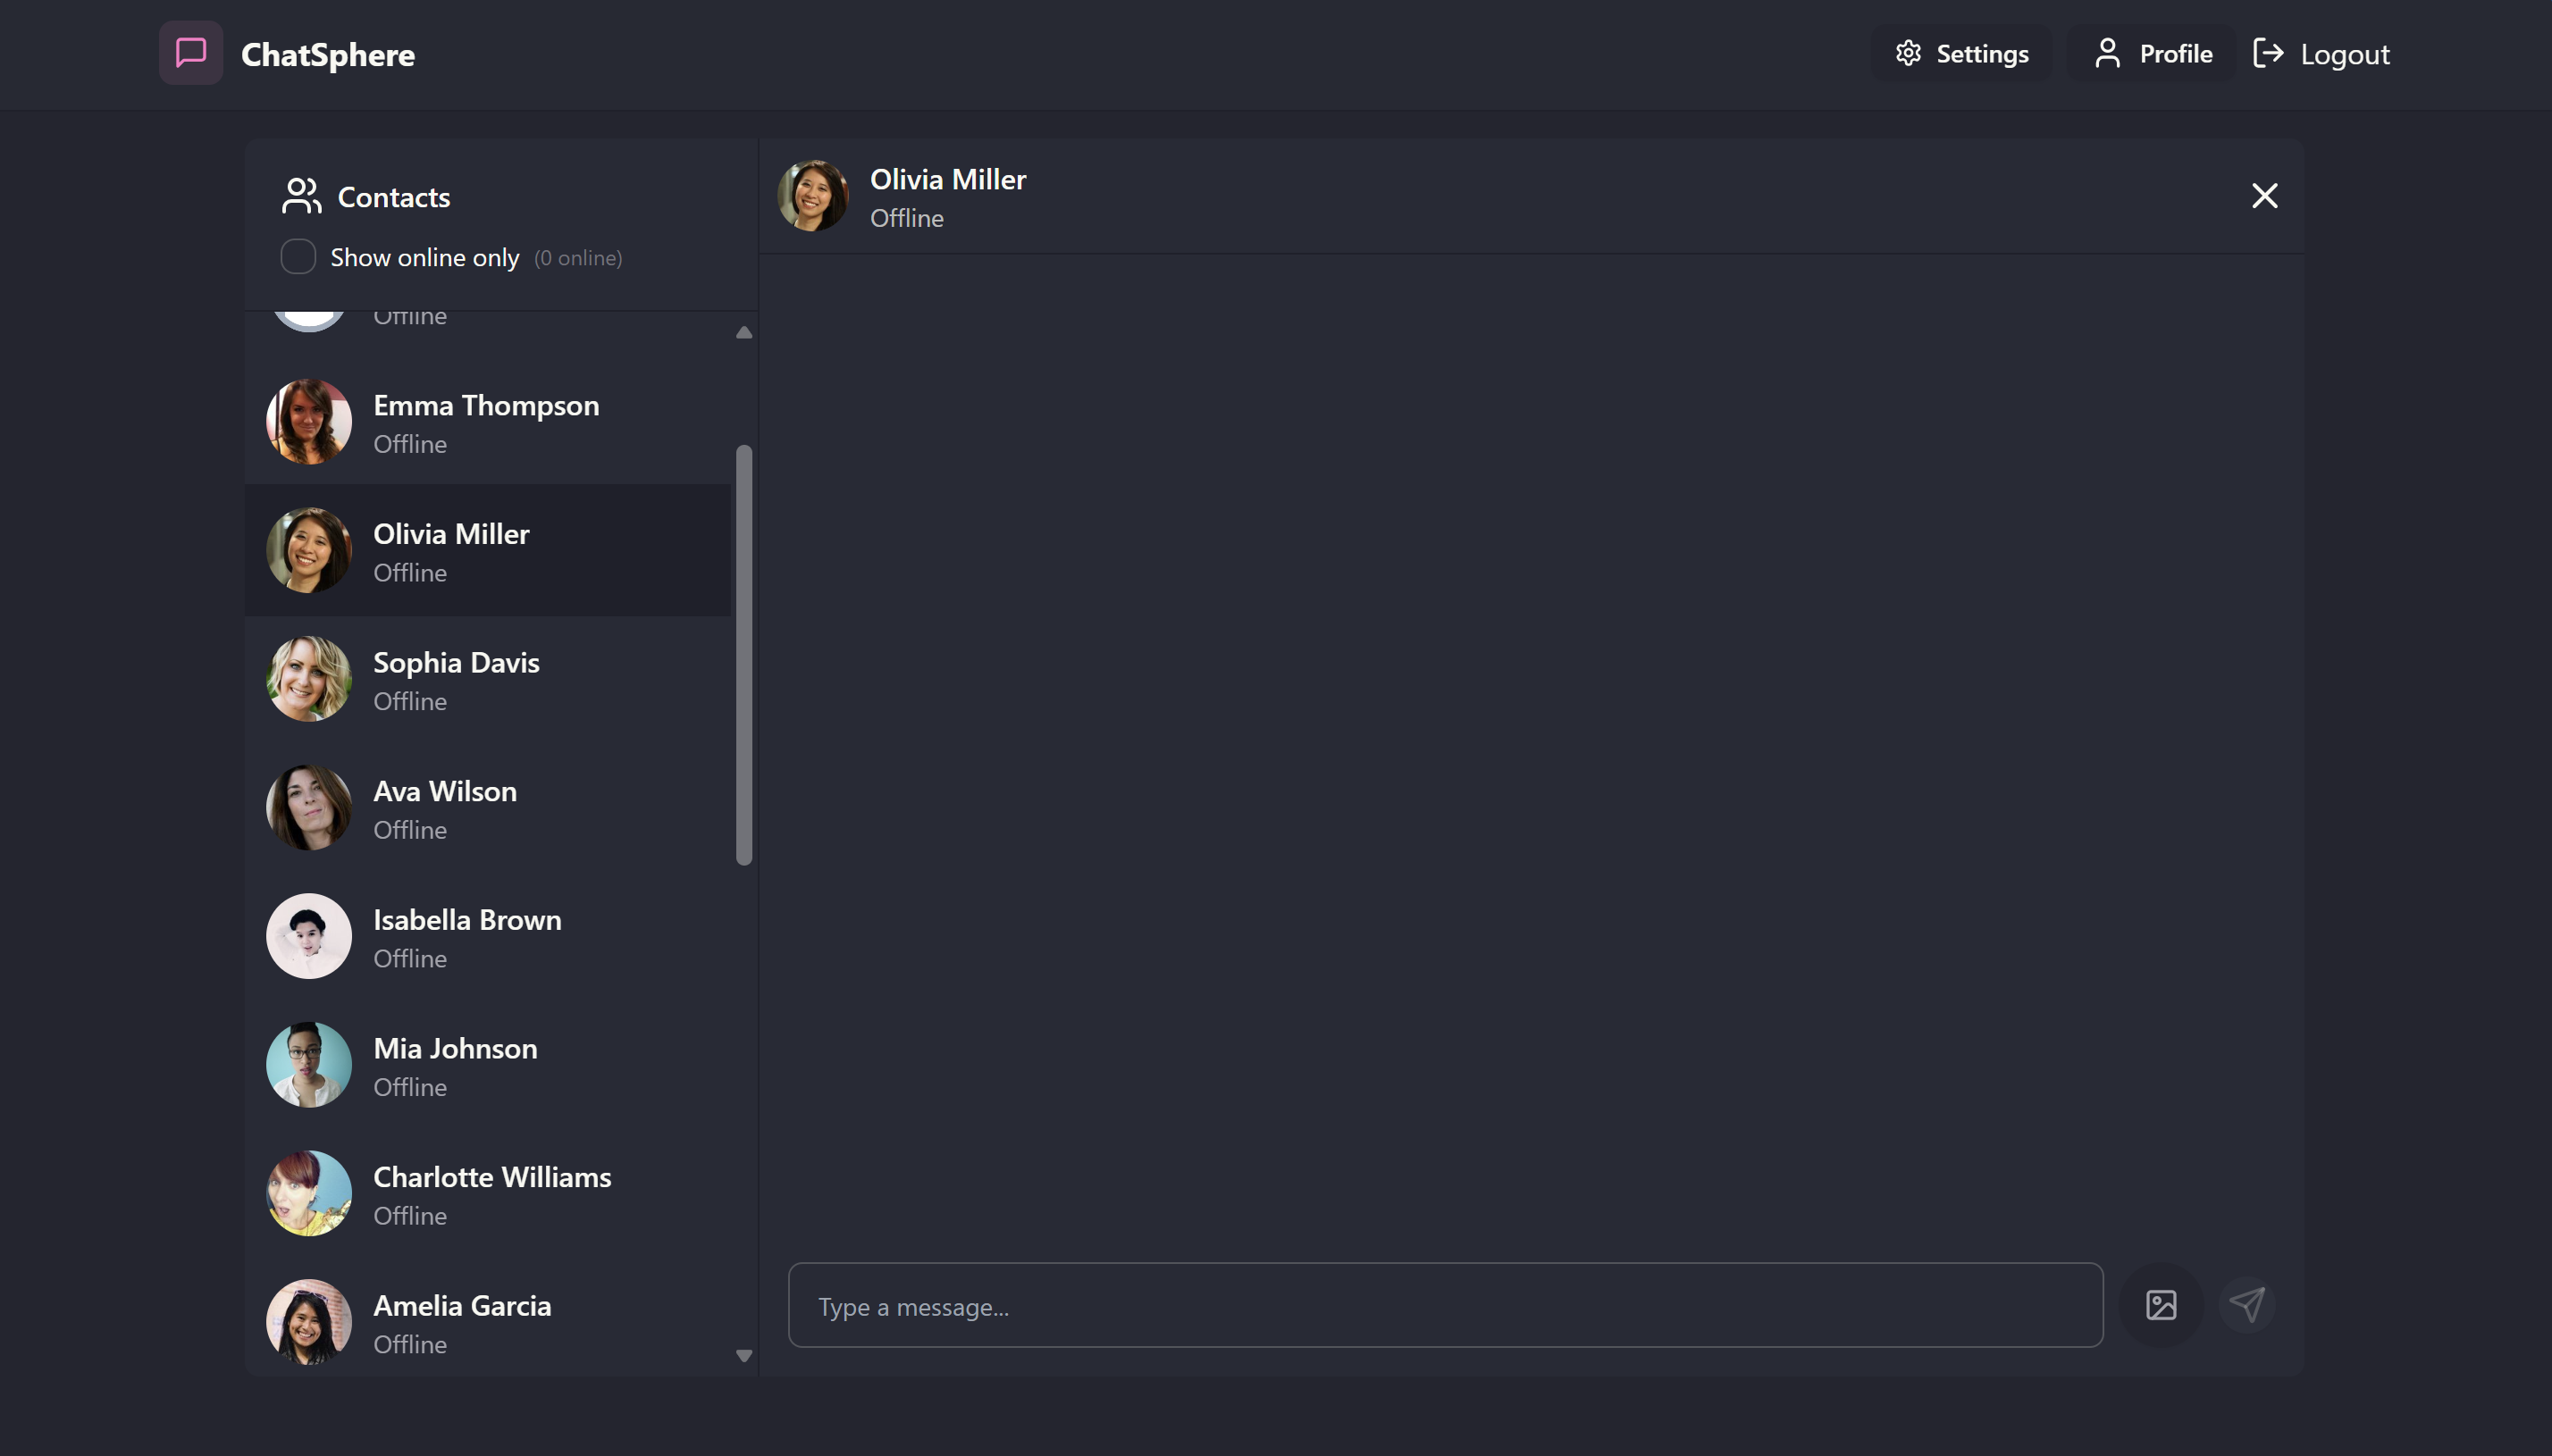 ChatSphere
Settings
Profile
Logout
Contacts
Show online only (0 online)
Offline
Emma Thompson
Offline
Olivia Miller
Offline
Sophia Davis
Offline
Ava Wilson
Offline
Isabella Brown
Offline
Mia Johnson
Offline
Charlotte Williams
Offline
Amelia Garcia
Offline
Olivia Miller
Offline
Type a message...